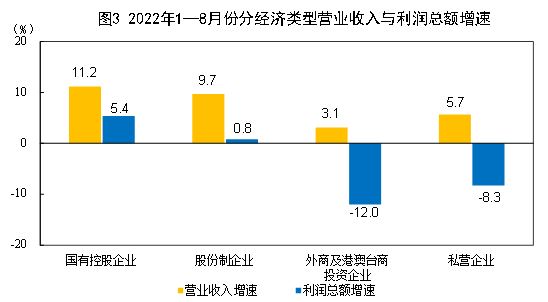 图3 2022年1—8月份分经济类型营业收入与利润总额增速
(%)
20
10
0
-10
-20
11.2
5.4
9.7
0.8
3.1
-12.0
5.7
-8.3
国有控股企业
股份制企业
外商及港澳台商
投资企业
私营企业
营业收入增速
利润总额增速